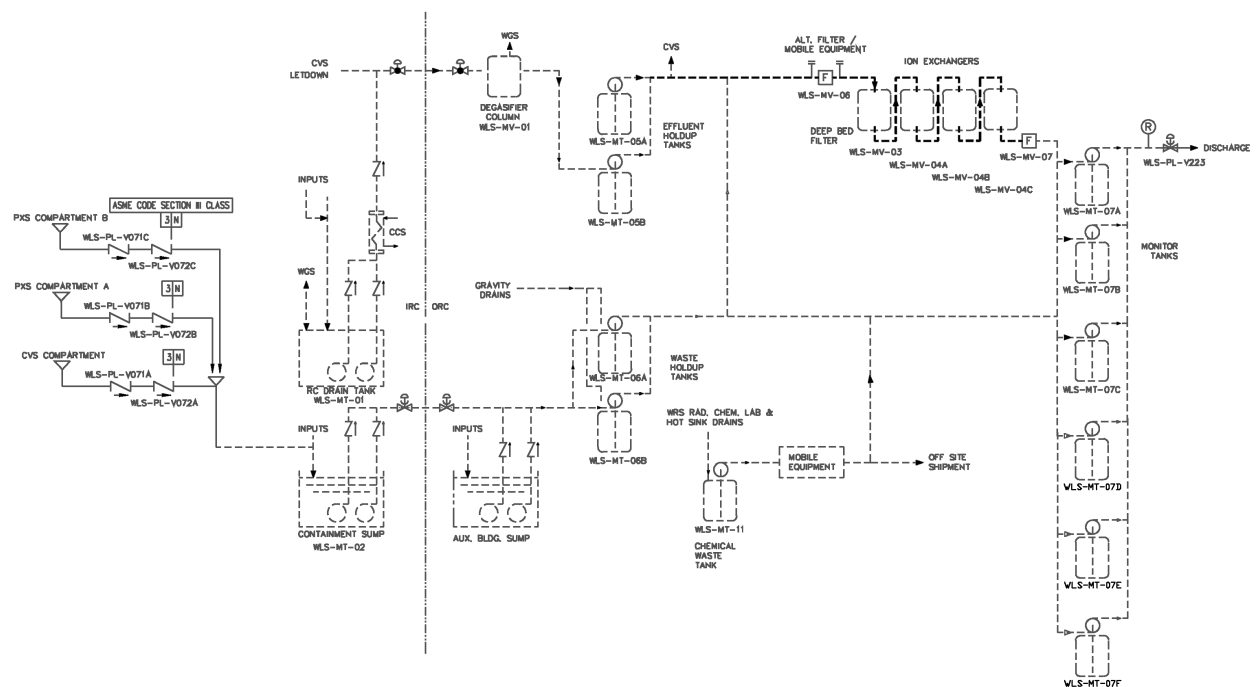 WGS
CVS
LETDOWN
CVS
ALT. FILTER /
MOBILE EQUIPMENT
F
WLS-MV-06
ION EXCHANGERS
DEGASIFIER
COLUMN
WLS-MV-01
EFFLUENT
HOLDUP
TANKS
WLS-MT-05A
WLS-MT-05B
DEEP BED
FILTER
WLS-MV-03
WLS-MV-04A
WLS-MV-04B
WLS-MV-04C
F
WLS-MV-07
R
DISCHARGE
WLS-PL-V223
WLS-MT-07A
MONITOR
TANKS
WLS-MT-07B
WLS-MT-07C
WLS-MT-07D
WLS-MT-07E
WLS-MT-07F
INPUTS
ASME CODE SECTION III CLASS
3 N
PXS COMPARTMENT B
WLS-PL-V071C
WLS-PL-V072C
CCS
WGS
IRC
ORC
PXS COMPARTMENT A
WLS-PL-V071B
3 N
WLS-PL-V072B
CVS COMPARTMENT
WLS-PL-V071A
3 N
WLS-PL-V072A
RC DRAIN TANK
WLS-MT-01
GRAVITY
DRAINS
WLS-MT-06A
WASTE
HOLDUP
TANKS
WLS-MT-06B
INPUTS
INPUTS
CONTAINMENT SUMP
WLS-MT-02
AUX. BLDG. SUMP
WRS RAD, CHEM, LAB &
HOT SINK DRAINS
MOBILE
EQUIPMENT
OFF SITE
SHIPMENT
WLS-MT-11
CHEMICAL
WASTE
TANK